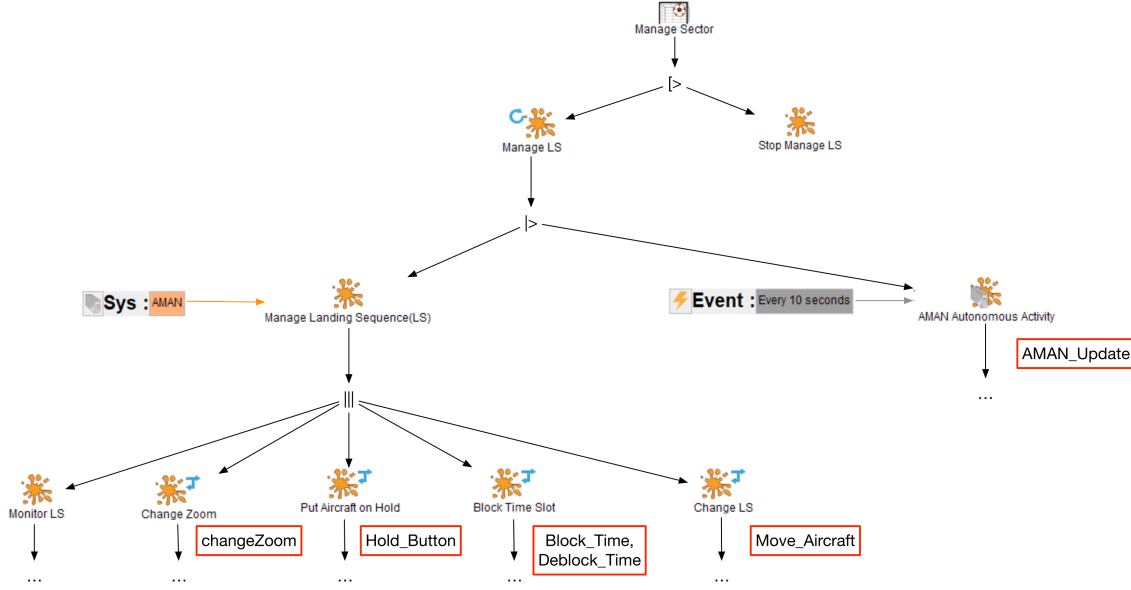 Manage Sector
[>
Manage LS
Stop Manage LS
|>
Sys : AMAN
Manage Landing Sequence(LS)
Event : Every 10 seconds
AMAN Autonomous Activity
AMAN_Update
...
|||
Monitor LS
Change Zoom
Put Aircraft on Hold
Block Time Slot
Change LS
changeZoom
Hold_Button
Block_Time,
Deblock_Time
Move_Aircraft
...
...
...
...
...